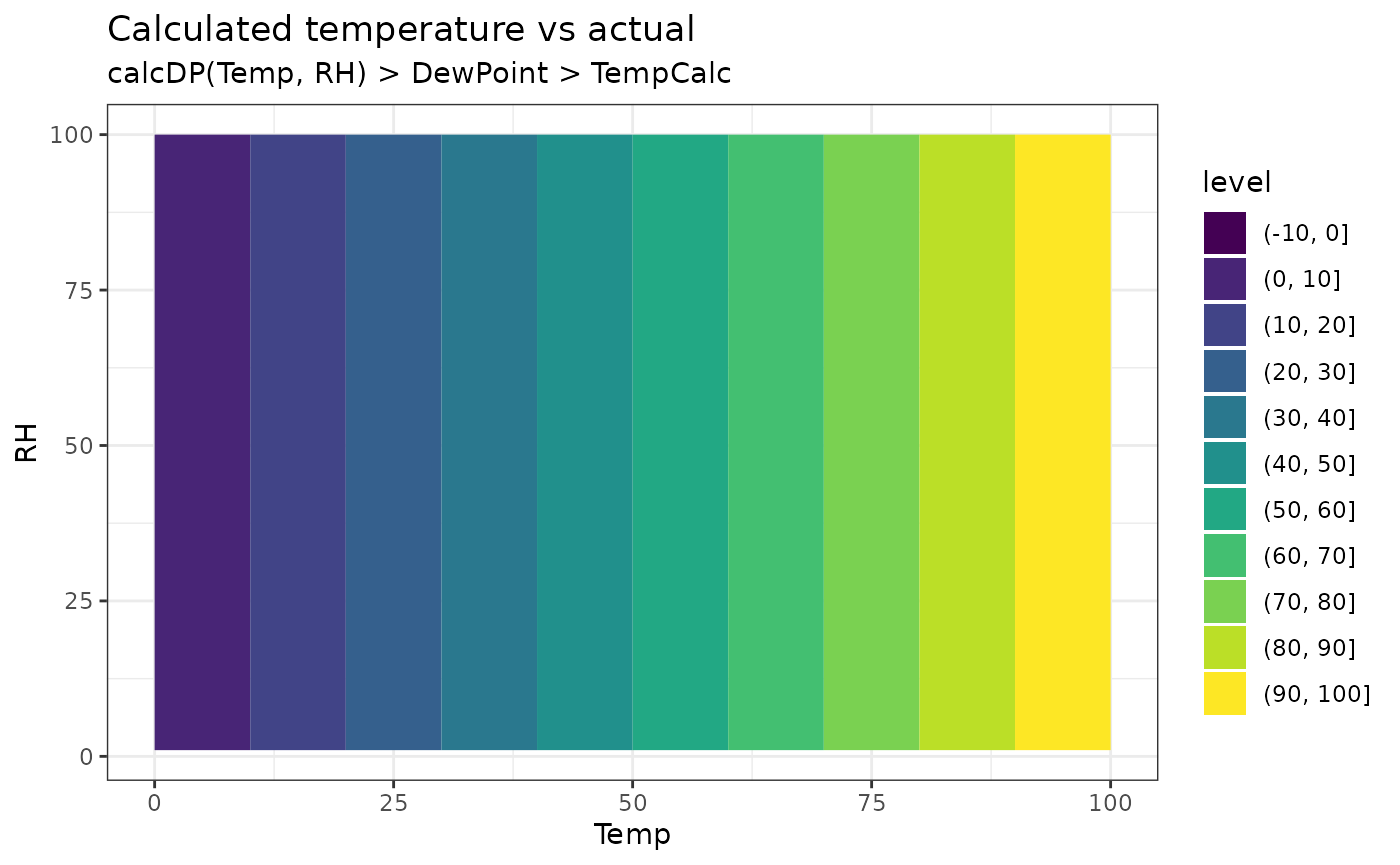 Calculated temperature vs actual
calcDP(Temp, RH) > DewPoint > TempCalc
100
75
50
25
0
RH
0 25 50 75 100
Temp
level
(-10, 0]
(0, 10]
(10, 20]
(20, 30]
(30, 40]
(40, 50]
(50, 60]
(60, 70]
(70, 80]
(80, 90]
(90, 100]